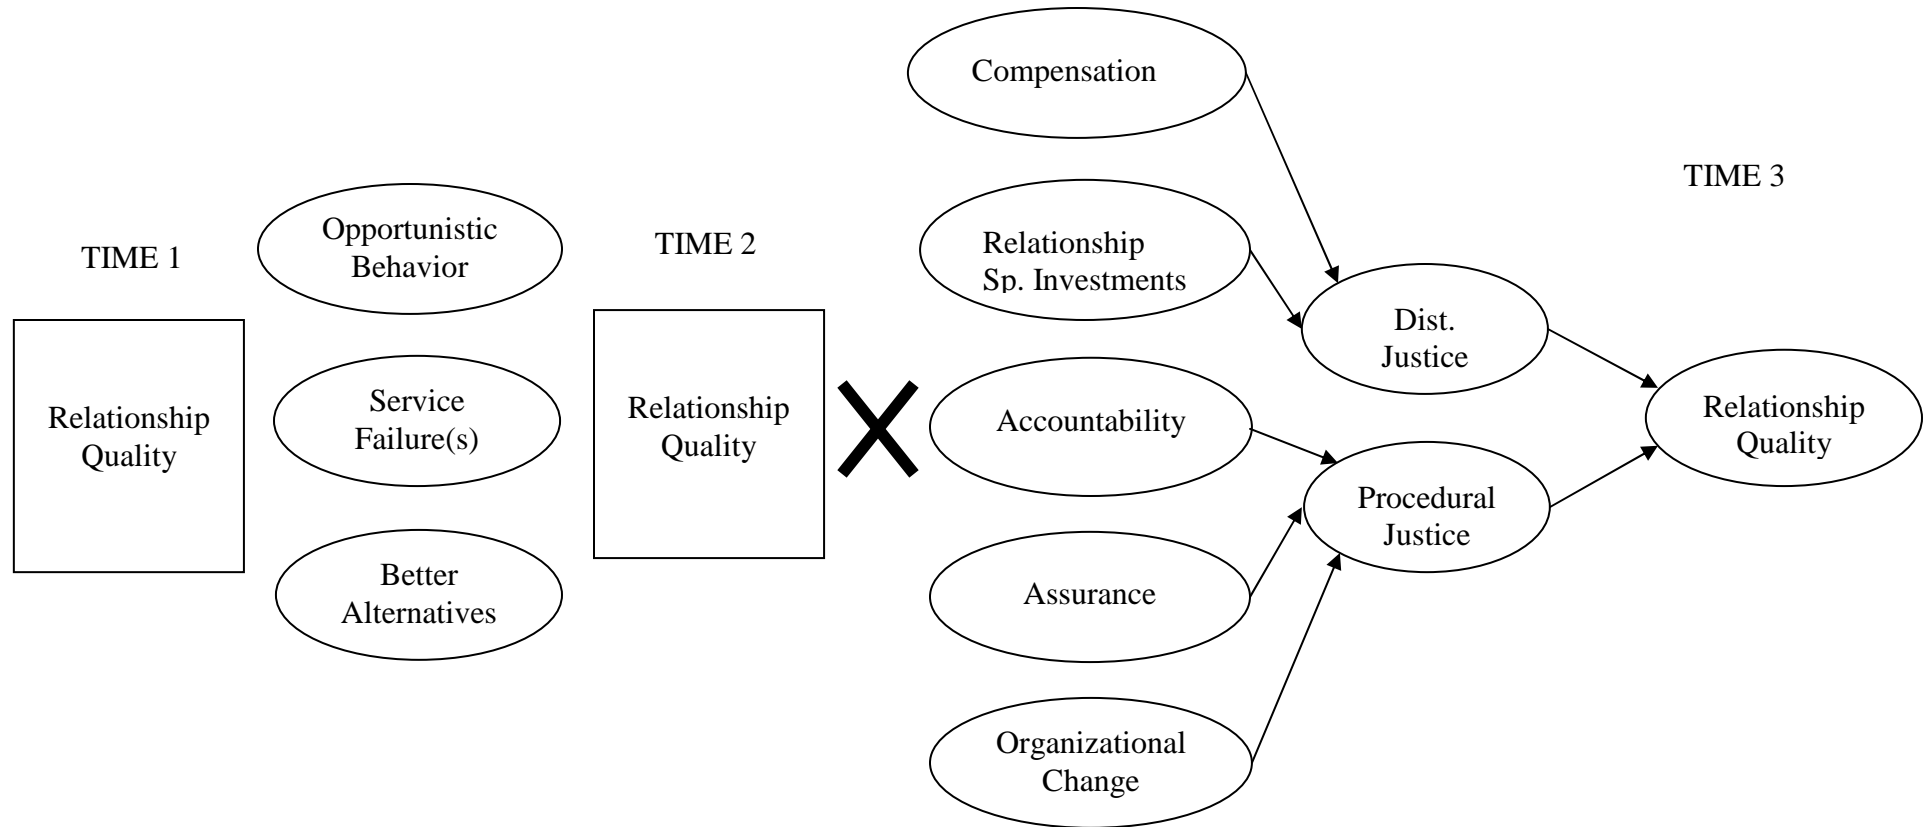 TIME 1
Relationship
Quality
Opportunistic
Behavior
Service
Failure(s)
Better
Alternatives
TIME 2
Relationship
Quality
Compensation
Relationship
Sp. Investments
Accountability
Assurance
Organizational
Change
Dist.
Justice
Procedural
Justice
TIME 3
Relationship
Quality